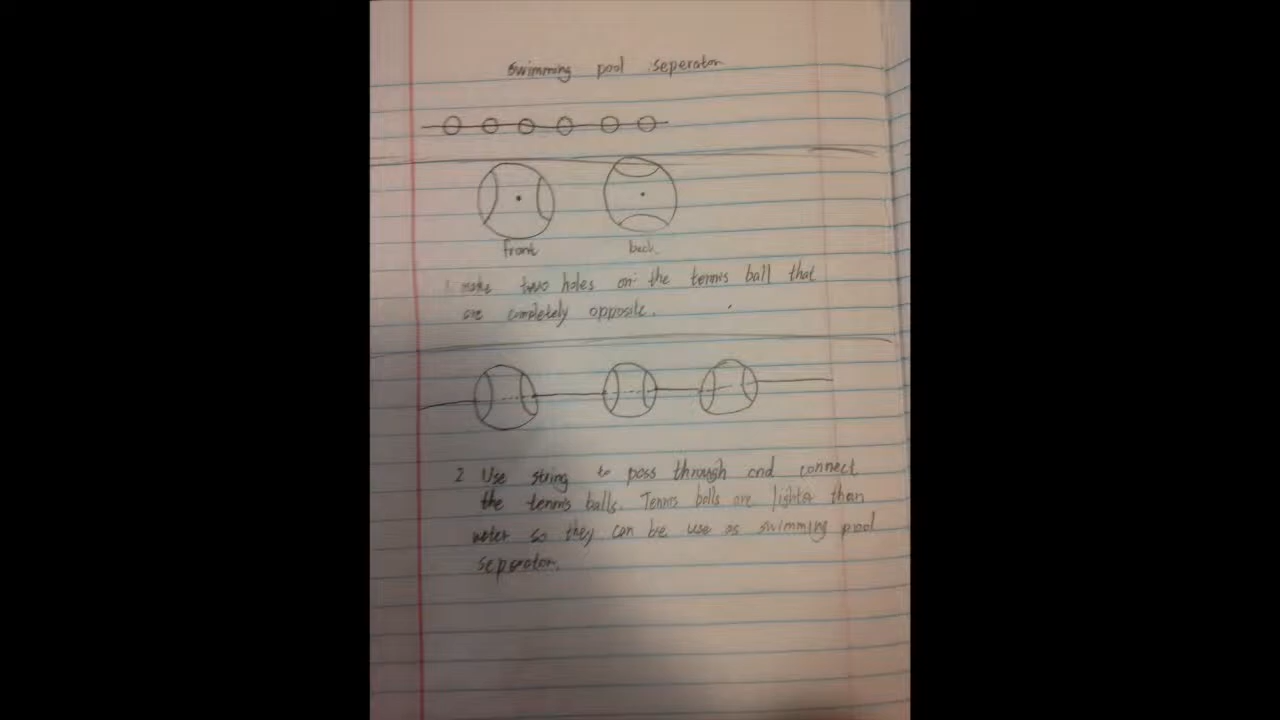 swimming pool seperator
front
back
1 make two holes on the tennis ball that
are completely opposite.
2 Use string to pass through and connect
the tennis balls. Tennis balls are lighter than
water so they can be use as swimming pool
seperator.